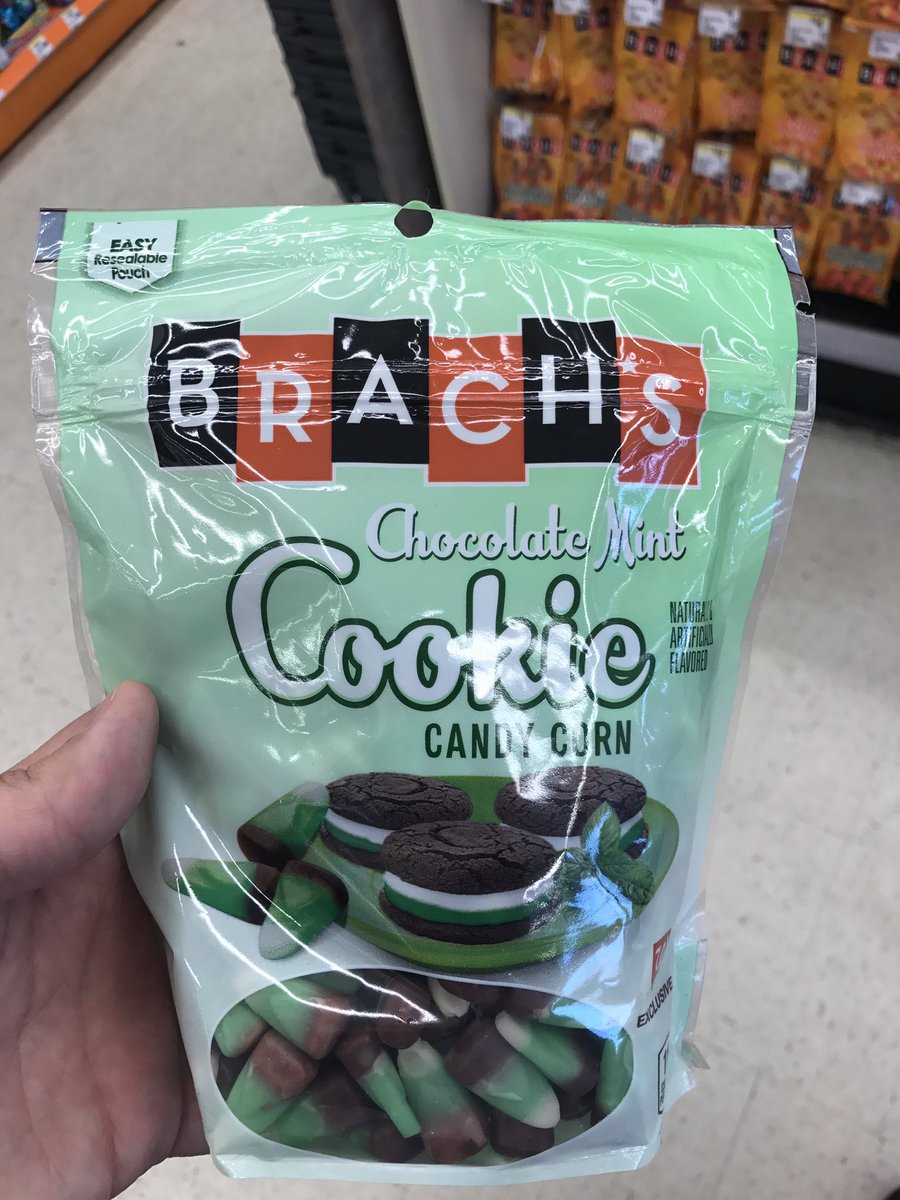 EASY
Resealable
Pouch
BRACH'S
Chocolate Mint
Cookie
NATURALLY &
ARTIFICIALLY
FLAVORED
CANDY CORN
EXCLUSIVE